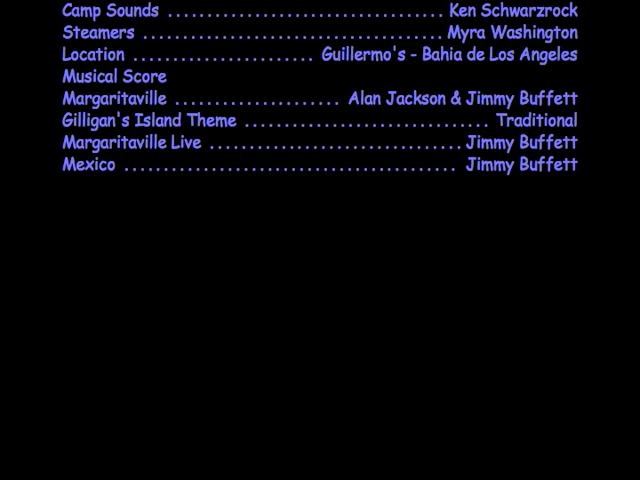 Camp Sounds .................................. Ken Schwarzrock
Steamers ..................................... Myra Washington
Location ....................... Guillermo's - Bahia de Los Angeles
Musical Score
Margaritaville ..................... Alan Jackson & Jimmy Buffett
Gilligan's Island Theme .............................. Traditional
Margaritaville Live ............................... Jimmy Buffett
Mexico ......................................... Jimmy Buffett